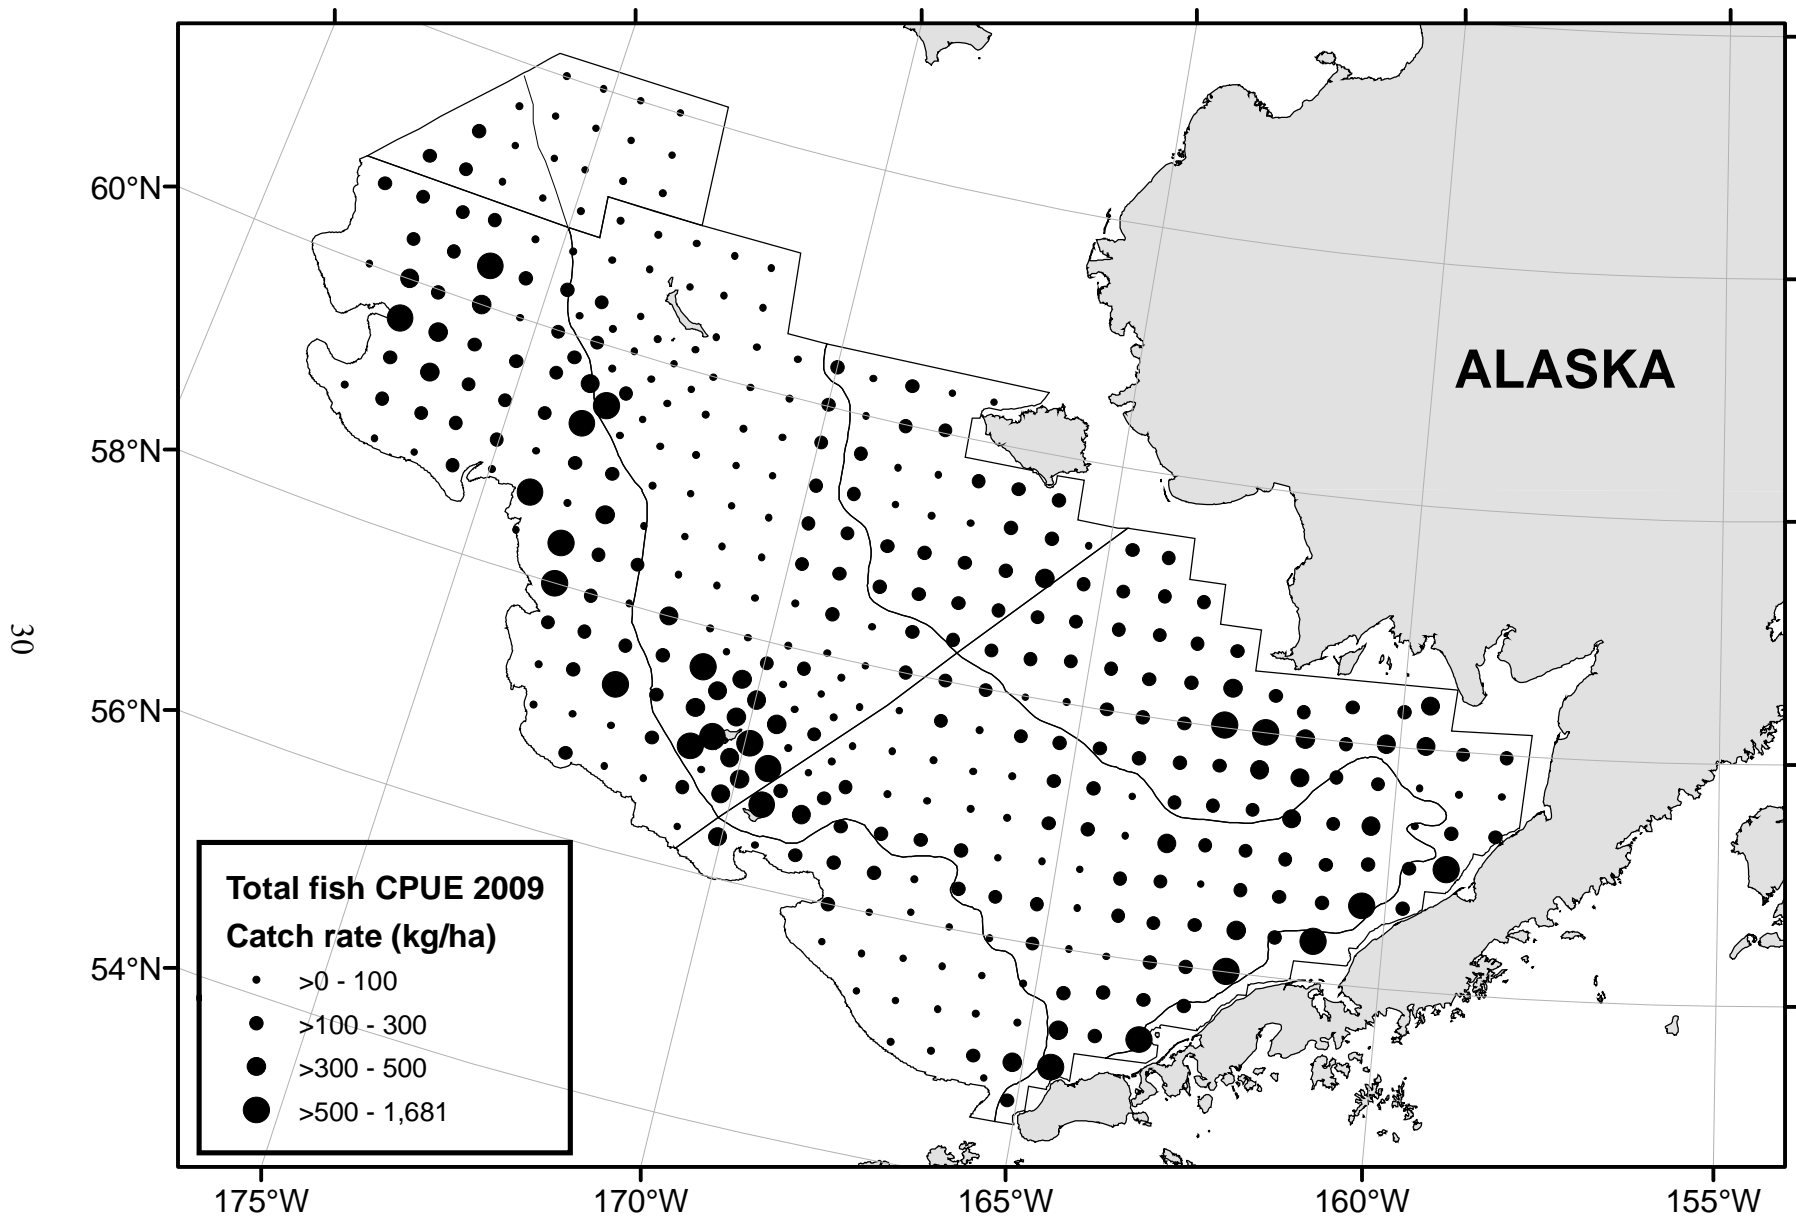 60°N
58°N
56°N
54°N
30
ALASKA
Total fish CPUE 2009
Catch rate (kg/ha)
>0 - 100
>100 - 300
>300 - 500
>500 - 1,681
175°W 170°W 165°W 160°W 155°W